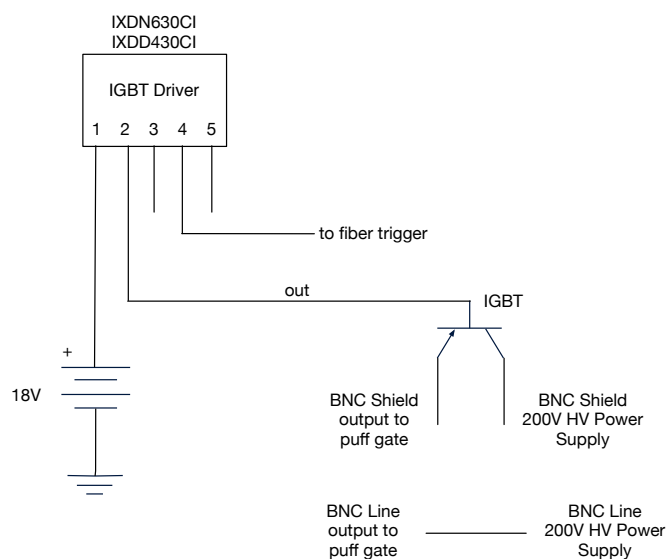 IXDN630CI
IXDD430CI
IGBT Driver
1 2 3 4 5
to fiber trigger
out
IGBT
+
18V
BNC Shield
output to
puff gate
BNC Shield
200V HV Power
Supply
BNC Line
output to
puff gate
BNC Line
200V HV Power
Supply